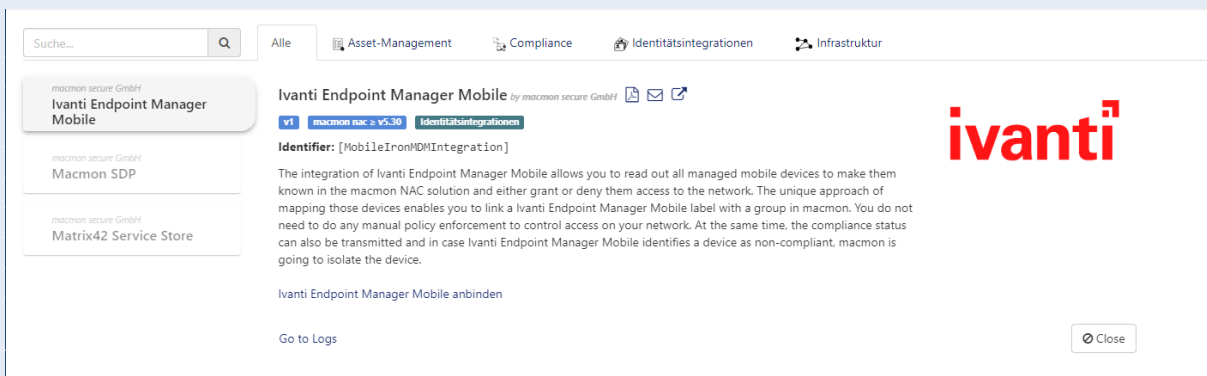 Suche...
Alle
Asset-Management
Compliance
Identitätsintegrationen
Infrastruktur
macmon secure GmbH
Ivanti Endpoint Manager
Mobile
macmon secure GmbH
Macmon SDP
macmon secure GmbH
Matrix42 Service Store
Ivanti Endpoint Manager Mobile by macmon secure GmbH
v1 macmon nac ≥ v5.30 Identitätsintegrationen
Identifier: [MobileIronMDMIntegration]
The integration of Ivanti Endpoint Manager Mobile allows you to read out all managed mobile devices to make them
known in the macmon NAC solution and either grant or deny them access to the network. The unique approach of
mapping those devices enables you to link a Ivanti Endpoint Manager Mobile label with a group in macmon. You do not
need to do any manual policy enforcement to control access on your network. At the same time, the compliance status
can also be transmitted and in case Ivanti Endpoint Manager Mobile identifies a device as non-compliant, macmon is
going to isolate the device.
Ivanti Endpoint Manager Mobile anbinden
Go to Logs
ivanti
Close